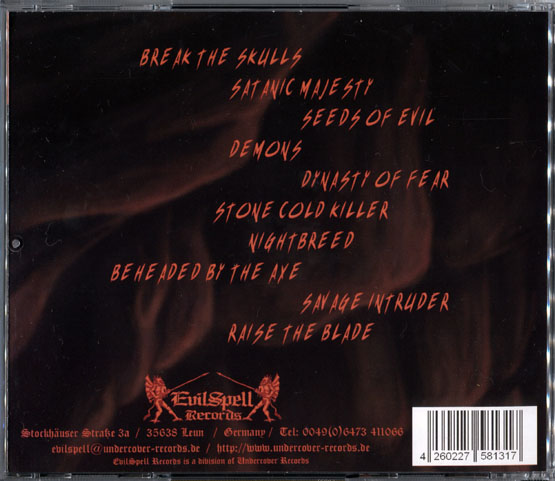 BREAK THE SKULLS
SATANIC MAJESTY
SEEDS OF EVIL
DEMONS
DYNASTY OF FEAR
STONE COLD KILLER
NIGHTBREED
BEHEADED BY THE AXE
SAVAGE INTRUDER
RAISE THE BLADE
EvilSpell
Records
Stockhäuser Straße 3a / 35638 Leun / Germany / Tel: 0049(0)6473 411066
evilspell@undercover-records.de / http://www.undercover-records.de
EvilSpell Records is a division of Undercover Records
4 260227 581317